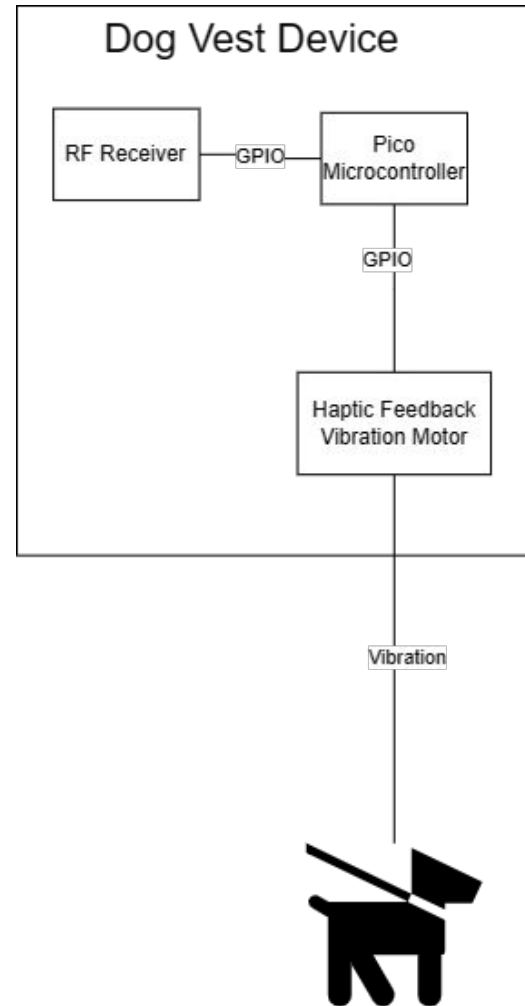 Dog Vest Device
RF Receiver
GPIO
Pico
Microcontroller
GPIO
Haptic Feedback
Vibration Motor
Vibration